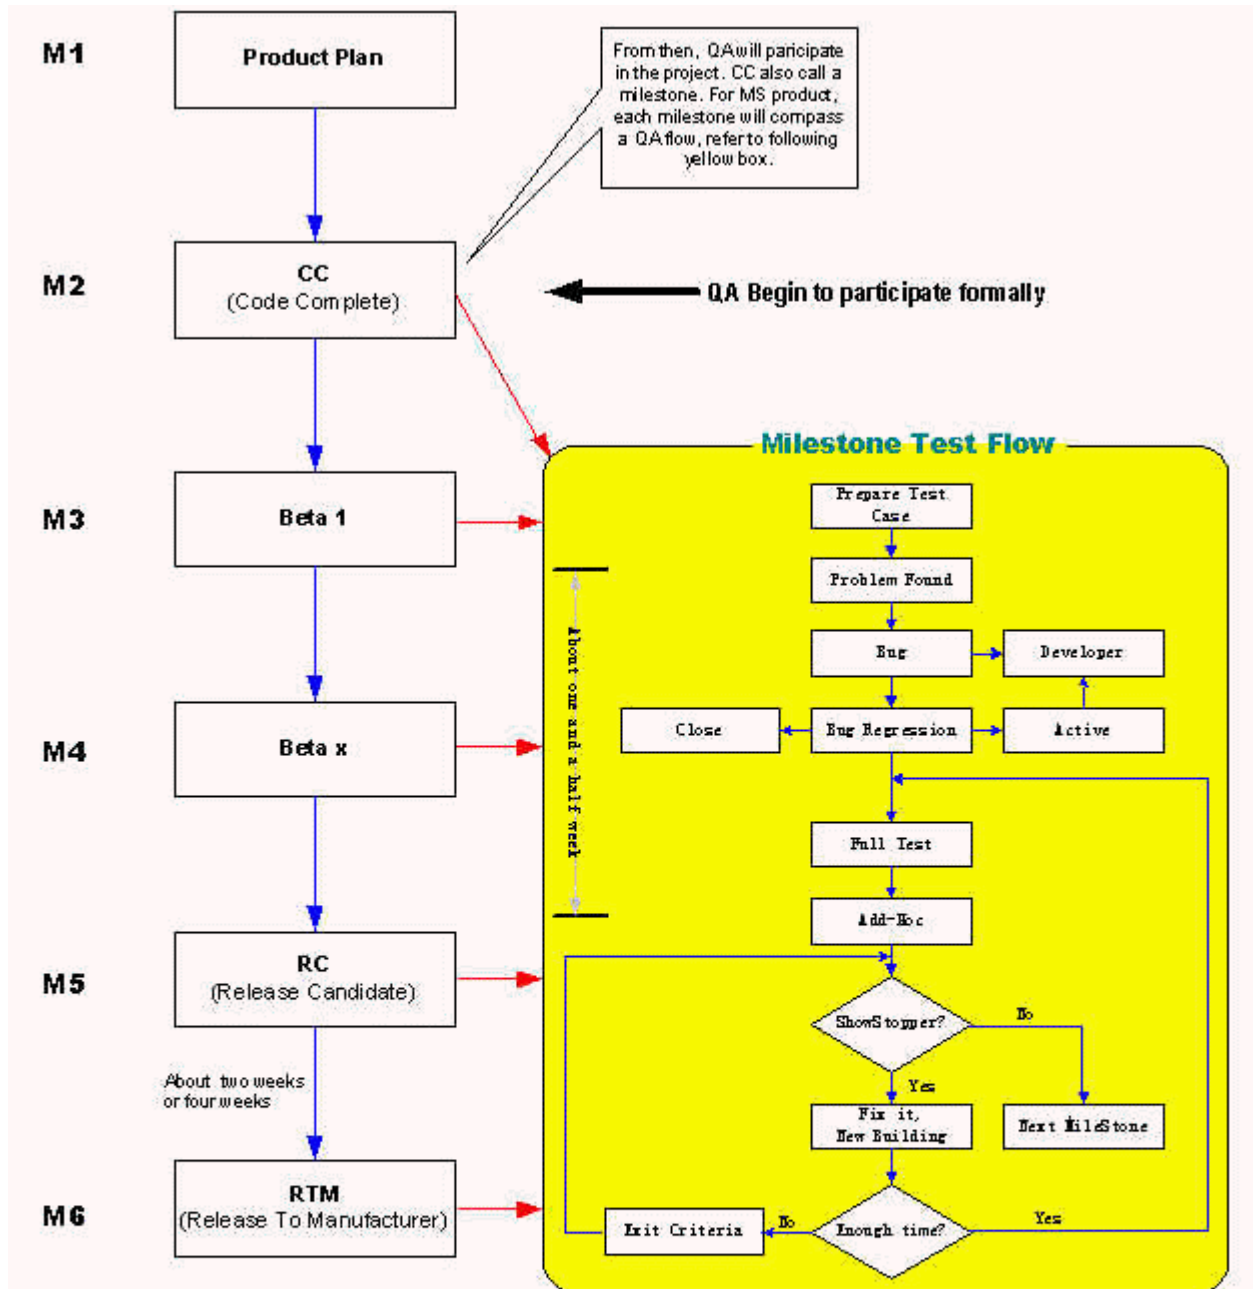 M1
Product Plan
From then, QA will paricipate
in the project. CC also call a
milestone. For MS product,
each milestone will compass
a QA flow, refer to following
yellow box.
M2
CC
(Code Complete)
QA Begin to participate formally
Milestone Test Flow
M3
Beta 1
Prepare Test
Case
Problem Found
Bug
Developer
About one and a half week
M4
Beta x
Close
Bug Regression
Active
Full Test
Add-Hoc
M5
RC
(Release Candidate)
ShowStopper?
No
Yes
About two weeks
or four weeks
Fix it,
New Building
Next MileStone
M6
RTM
(Release To Manufacturer)
Exit Criteria
No
Enough time?
Yes